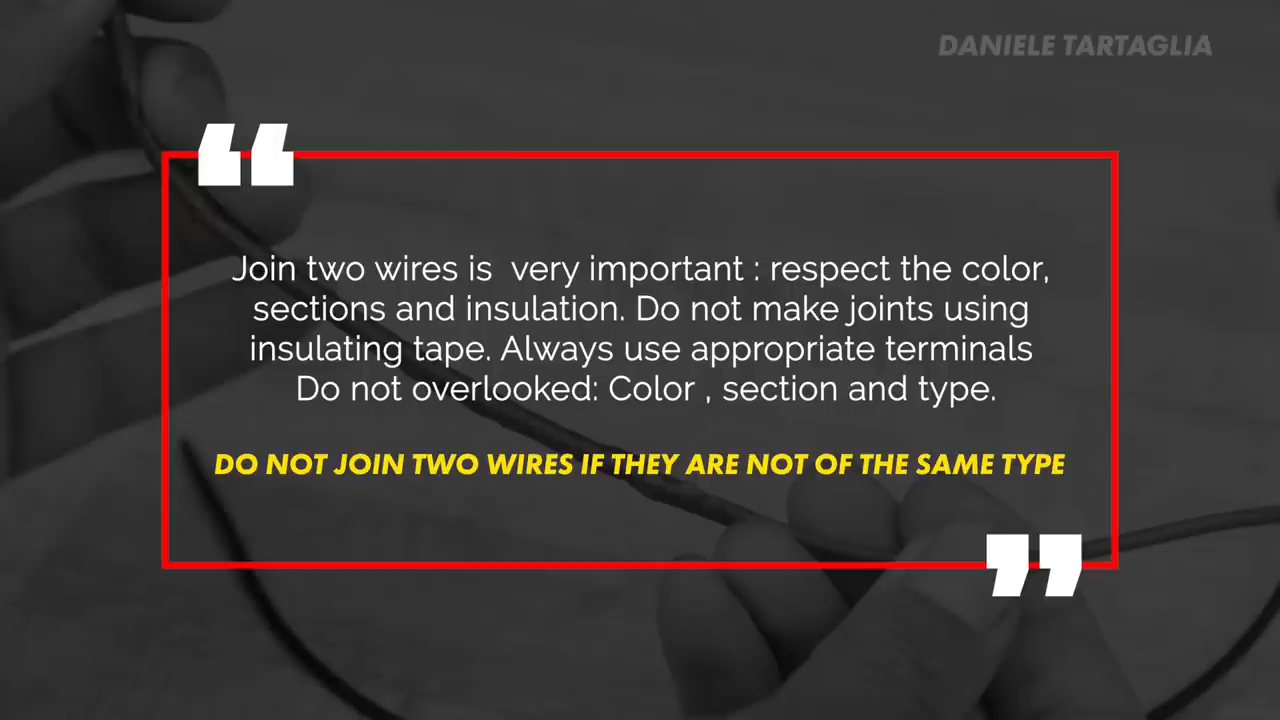 DANIELE TARTAGLIA
“
Join two wires is  very important : respect the color,
sections and insulation. Do not make joints using
insulating tape. Always use appropriate terminals
Do not overlooked: Color , section and type.
DO NOT JOIN TWO WIRES IF THEY ARE NOT OF THE SAME TYPE
”